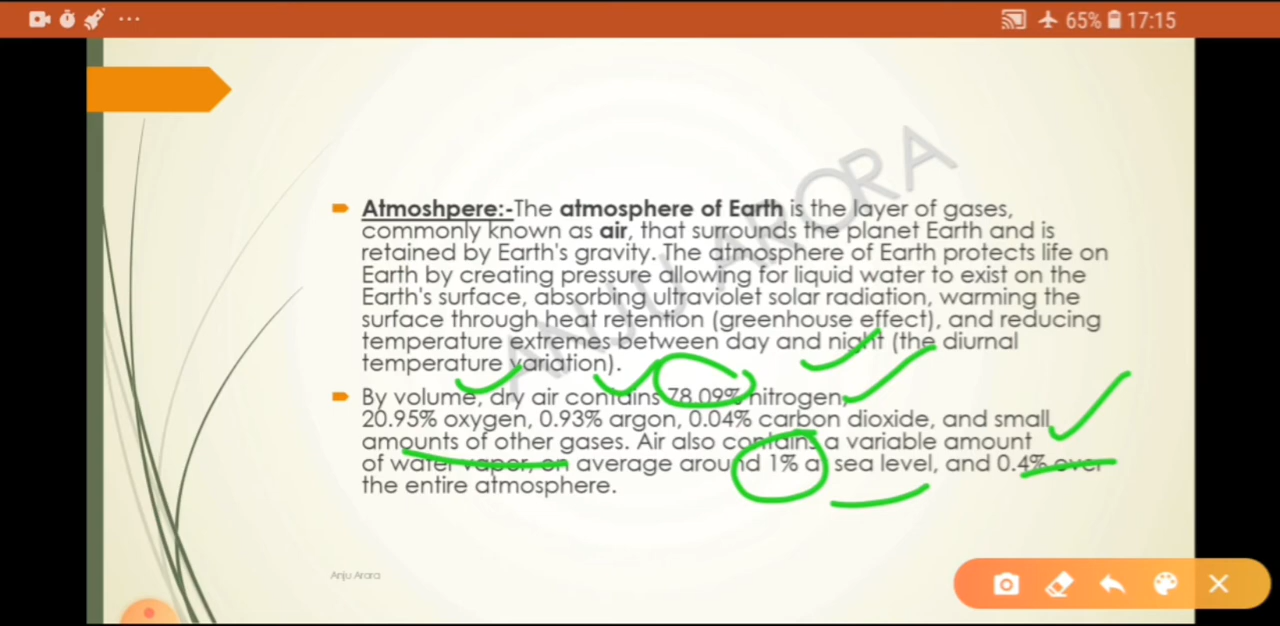 65% 17:15
Atmoshpere:-The atmosphere of Earth is the layer of gases,
commonly known as air, that surrounds the planet Earth and is
retained by Earth's gravity. The atmosphere of Earth protects life on
Earth by creating pressure allowing for liquid water to exist on the
Earth's surface, absorbing ultraviolet solar radiation, warming the
surface through heat retention (greenhouse effect), and reducing
temperature extremes between day and night (the diurnal
temperature variation).
By volume, dry air contains 78.09% nitrogen,
20.95% oxygen, 0.93% argon, 0.04% carbon dioxide, and small
amounts of other gases. Air also contains a variable amount
of water vapor, on average around 1% a sea level, and 0.4% over
the entire atmosphere.
ANJU ARORA
Anju Arora